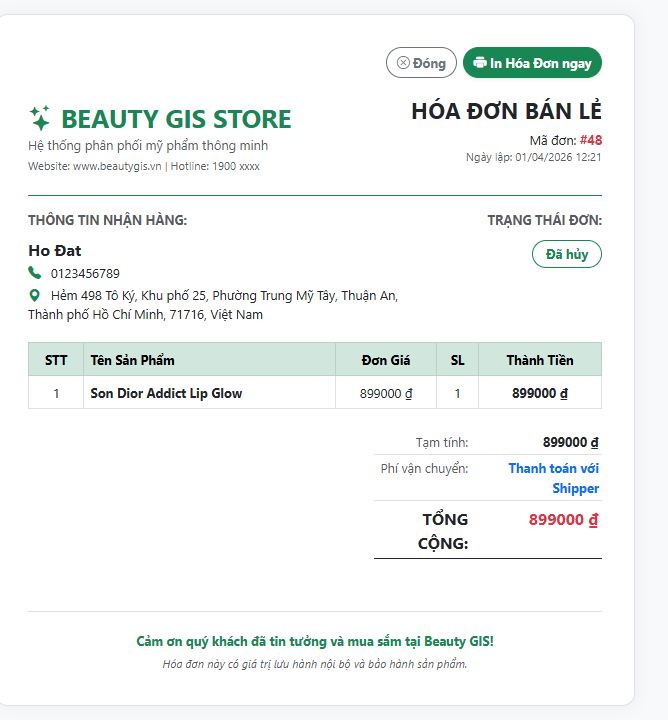 Đóng
In Hóa Đơn ngay
BEAUTY GIS STORE
Hệ thống phân phối mỹ phẩm thông minh
Website: www.beautygis.vn | Hotline: 1900 xxxx
HÓA ĐƠN BÁN LẺ
Mã đơn: #48
Ngày lập: 01/04/2026 12:21
THÔNG TIN NHẬN HÀNG:
Ho Đat
0123456789
Hẻm 498 Tô Ký, Khu phố 25, Phường Trung Mỹ Tây, Thuận An,
Thành phố Hồ Chí Minh, 71716, Việt Nam
TRẠNG THÁI ĐƠN:
Đã hủy
STT Tên Sản Phẩm Đơn Giá SL Thành Tiền
1 Son Dior Addict Lip Glow 899000 ₫ 1 899000 ₫
Tạm tính: 899000 ₫
Phí vận chuyển: Thanh toán với
Shipper
TỔNG 899000 ₫
CỘNG:
Cảm ơn quý khách đã tin tưởng và mua sắm tại Beauty GIS!
Hóa đơn này có giá trị lưu hành nội bộ và bảo hành sản phẩm.